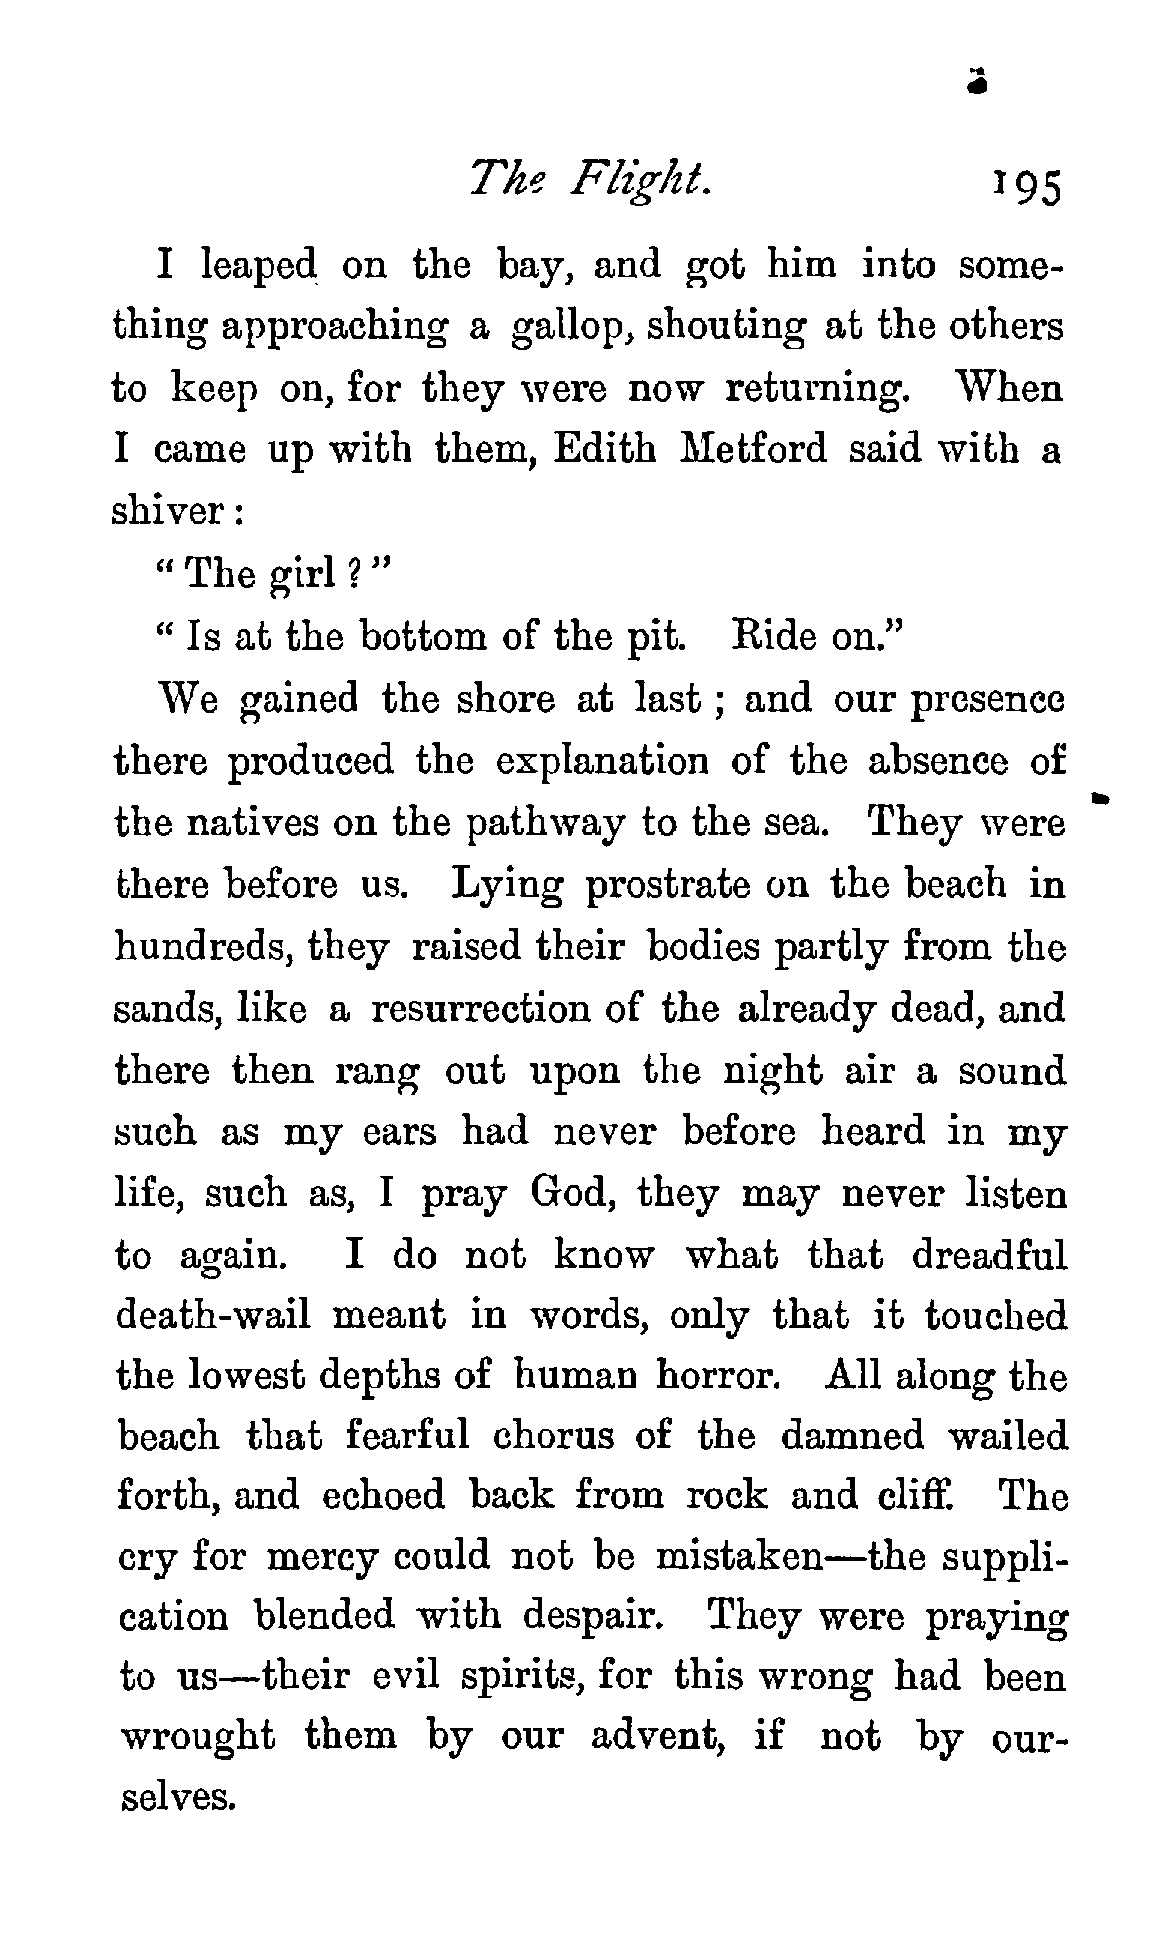 The Flight. 195
I leaped on the bay, and got him into some-
thing approaching a gallop, shouting at the others
to keep on, for they were now returning. When
I came up with them, Edith Metford said with a
shiver :
“ The girl ? ”
“ Is at the bottom of the pit. Ride on.”
We gained the shore at last ; and our presence
there produced the explanation of the absence of
the natives on the pathway to the sea. They were
there before us. Lying prostrate on the beach in
hundreds, they raised their bodies partly from the
sands, like a resurrection of the already dead, and
there then rang out upon the night air a sound
such as my ears had never before heard in my
life, such as, I pray God, they may never listen
to again. I do not know what that dreadful
death-wail meant in words, only that it touched
the lowest depths of human horror. All along the
beach that fearful chorus of the damned wailed
forth, and echoed back from rock and cliff. The
cry for mercy could not be mistaken—the suppli-
cation blended with despair. They were praying
to us—their evil spirits, for this wrong had been
wrought them by our advent, if not by our-
selves.